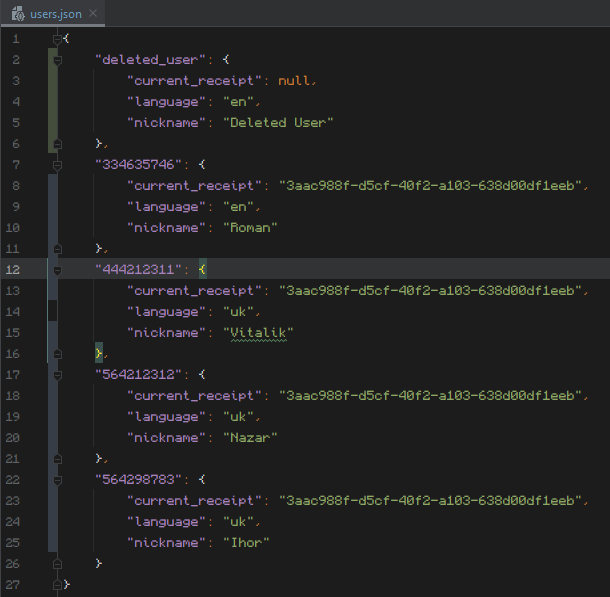 users.json
1 {
2 "deleted_user": {
3 "current_receipt": null,
4 "language": "en",
5 "nickname": "Deleted User"
6 },
7 "334635746": {
8 "current_receipt": "3aac988f-d5cf-40f2-a103-638d00df1eeb",
9 "language": "en",
10 "nickname": "Roman"
11 },
12 "444212311": {
13 "current_receipt": "3aac988f-d5cf-40f2-a103-638d00df1eeb",
14 "language": "uk",
15 "nickname": "Vitalik"
16 },
17 "564212312": {
18 "current_receipt": "3aac988f-d5cf-40f2-a103-638d00df1eeb",
19 "language": "uk",
20 "nickname": "Nazar"
21 },
22 "564298783": {
23 "current_receipt": "3aac988f-d5cf-40f2-a103-638d00df1eeb",
24 "language": "uk",
25 "nickname": "Ihor"
26 }
27 }